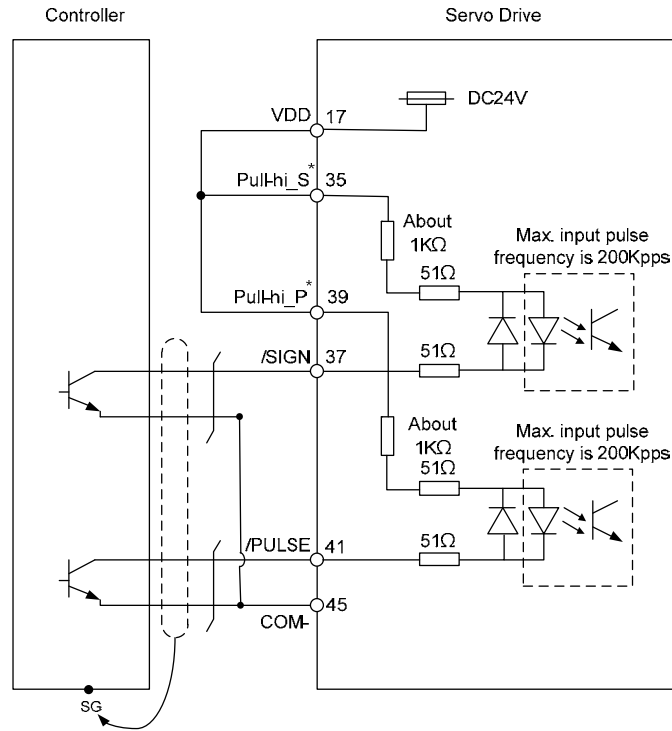 Controller
Servo Drive
DC24V
VDD
17
*
Pull-hi_S
35
About
1KΩ
Max. input pulse
frequency is 200Kpps
51Ω
*
Pull-hi_P
39
/SIGN
37
51Ω
About
1KΩ
Max. input pulse
frequency is 200Kpps
51Ω
/PULSE
41
51Ω
45
COM-
SG